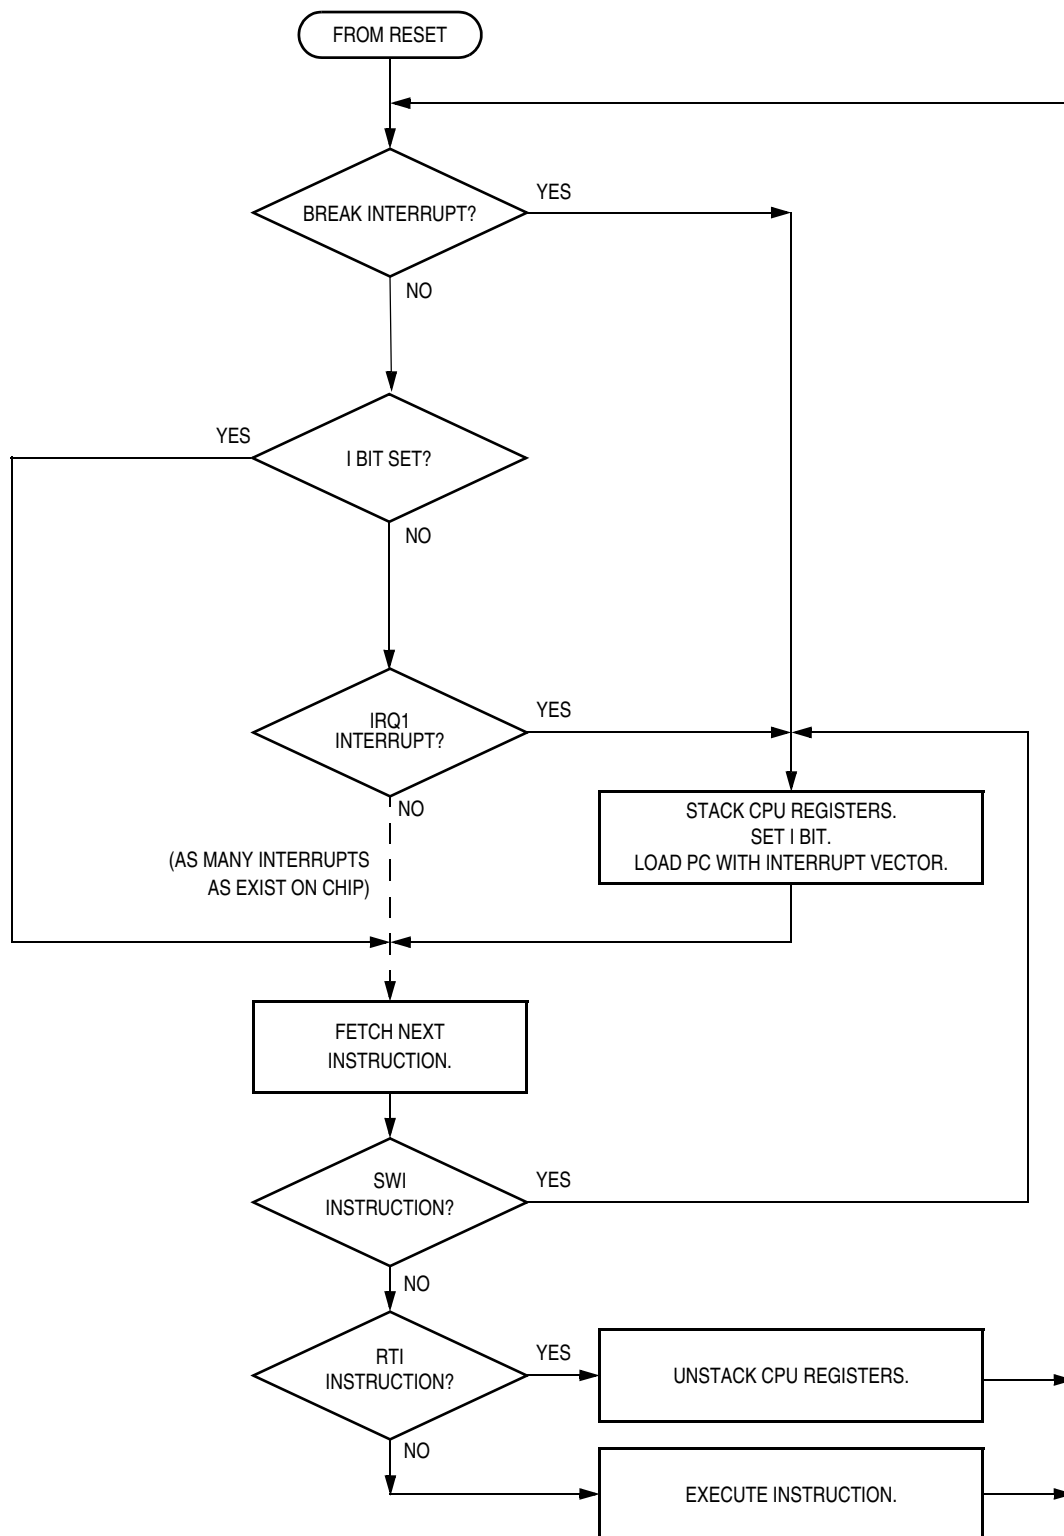 FROM RESET
BREAK INTERRUPT?
YES
NO
YES
I BIT SET?
NO
IRQ1
INTERRUPT?
YES
NO
(AS MANY INTERRUPTS
AS EXIST ON CHIP)
STACK CPU REGISTERS.
SET I BIT.
LOAD PC WITH INTERRUPT VECTOR.
FETCH NEXT
INSTRUCTION.
SWI
INSTRUCTION?
YES
NO
RTI
INSTRUCTION?
YES
UNSTACK CPU REGISTERS.
NO
EXECUTE INSTRUCTION.